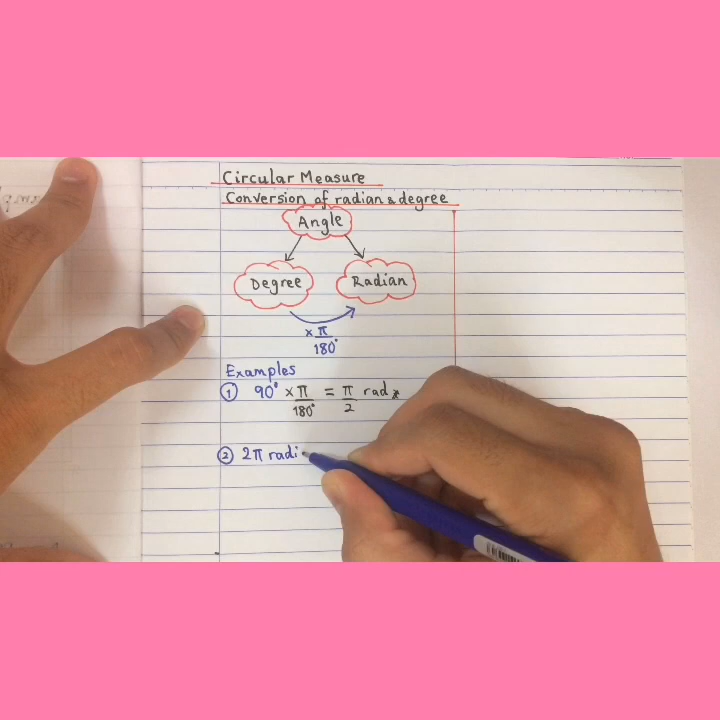 Circular Measure
Conversion of radian & degree
Angle
Degree Radian
× π/180°
Examples
① 90° × π/180° = π/2 rad *
② 2π radi